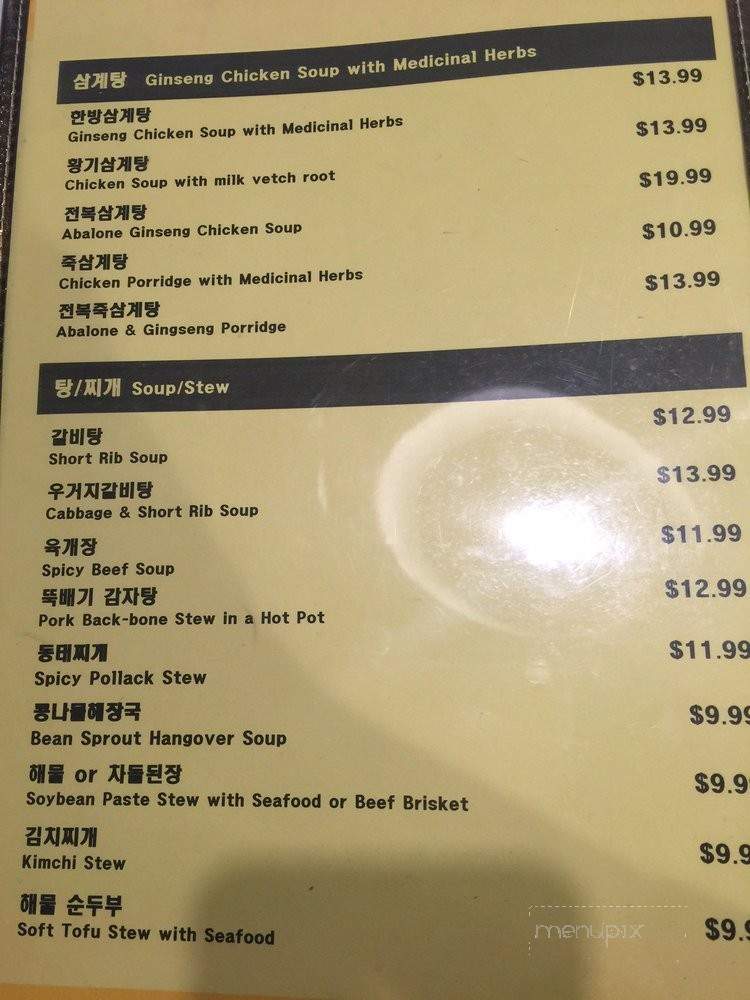 삼계탕 Ginseng Chicken Soup with Medicinal Herbs
한방삼계탕 $13.99
Ginseng Chicken Soup with Medicinal Herbs
황기삼계탕 $13.99
Chicken Soup with milk vetch root
전복삼계탕 $19.99
Abalone Ginseng Chicken Soup
죽삼계탕 $10.99
Chicken Porridge with Medicinal Herbs
전복죽삼계탕 $13.99
Abalone & Gingseng Porridge
탕/찌개 Soup/Stew
갈비탕 $12.99
Short Rib Soup
우거지갈비탕 $13.99
Cabbage & Short Rib Soup
육개장 $11.99
Spicy Beef Soup
뚝배기 감자탕 $12.99
Pork Back-bone Stew in a Hot Pot
동태찌개 $11.99
Spicy Pollack Stew
콩나물해장국 $9.99
Bean Sprout Hangover Soup
해물 or 차돌된장 $9.9
Soybean Paste Stew with Seafood or Beef Brisket
김치찌개 $9.9
Kimchi Stew
해물 순두부 $9.9
Soft Tofu Stew with Seafood
menupix